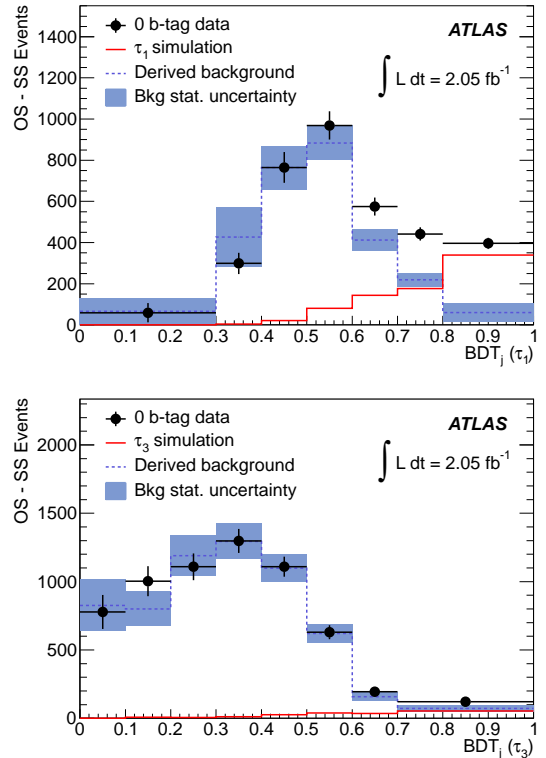 OS - SS Events
1400
1200
1000
800
600
400
200
0
0 b-tag data
τ1 simulation
Derived background
Bkg stat. uncertainty
ATLAS
∫ L dt = 2.05 fb-1
0 0.1 0.2 0.3 0.4 0.5 0.6 0.7 0.8 0.9 1
BDTj (τ1)
OS - SS Events
2000
1500
1000
500
0
0 b-tag data
τ3 simulation
Derived background
Bkg stat. uncertainty
ATLAS
∫ L dt = 2.05 fb-1
0 0.1 0.2 0.3 0.4 0.5 0.6 0.7 0.8 0.9 1
BDTj (τ3)